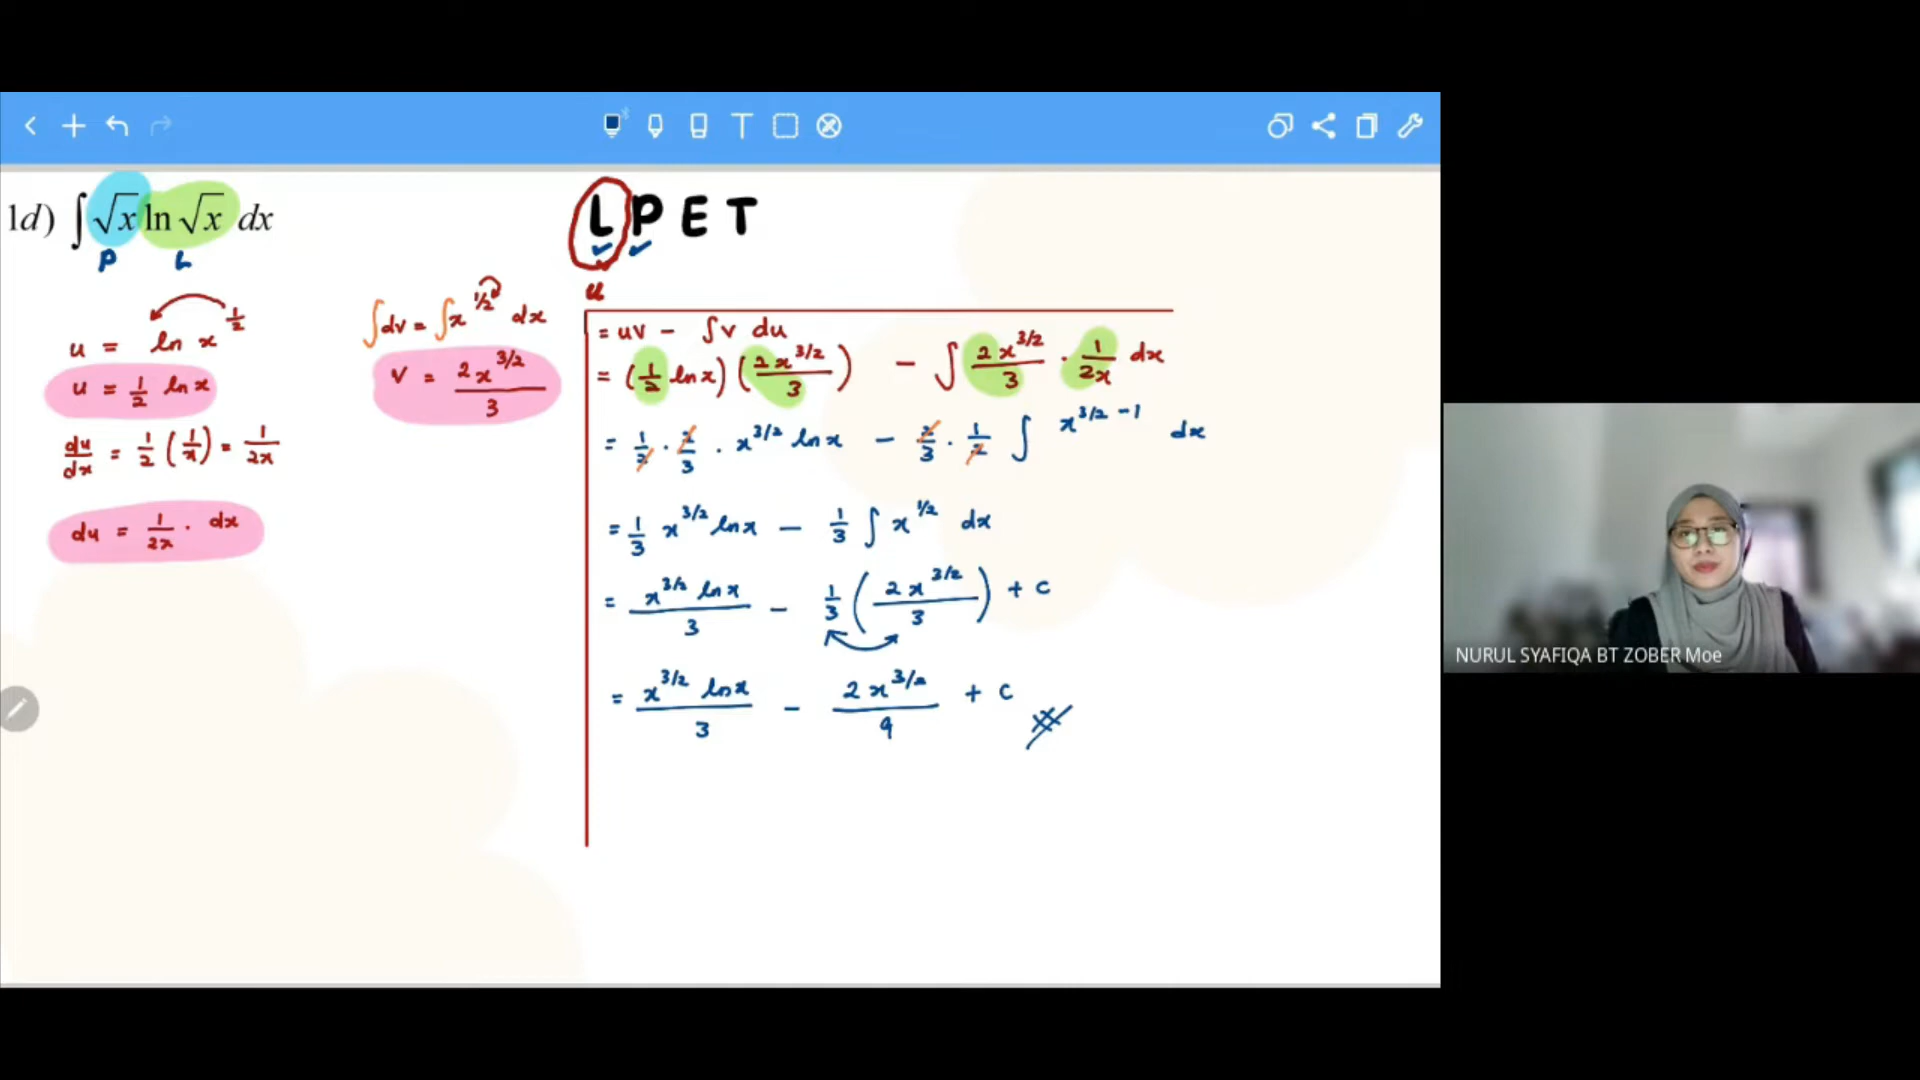 1d) ∫ √x ln √x dx
P L
L P E T
u
u = ln x^1/2
u = 1/2 ln x
du/dx = 1/2 (1/x) = 1/2x
du = 1/2x . dx
∫dv = ∫x^1/2 dx
v = 2x^3/2 / 3
= uv - ∫v du
= (1/2 ln x) (2x^3/2 / 3) - ∫ 2x^3/2 / 3 . 1/2x dx
= 1/2 . 2/3 . x^3/2 ln x - 2/3 . 1/2 ∫ x^3/2 -1 dx
= 1/3 x^3/2 ln x - 1/3 ∫ x^1/2 dx
= x^3/2 ln x / 3 - 1/3 (2x^3/2 / 3) + c
= x^3/2 ln x / 3 - 2x^3/2 / 9 + c
NURUL SYAFIQA BT ZOBER Moe